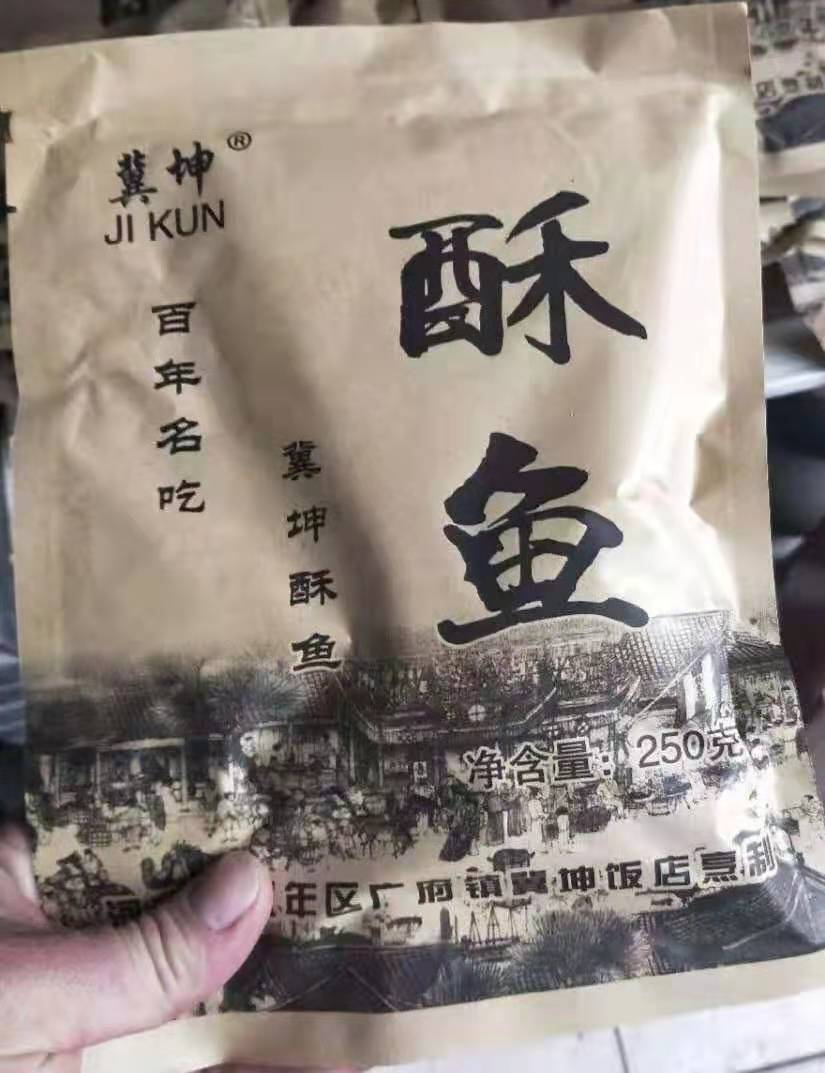 冀坤®
JI KUN
酥鱼
百年名吃
冀坤酥鱼
净含量：250克
年区广府镇冀坤饭店烹制